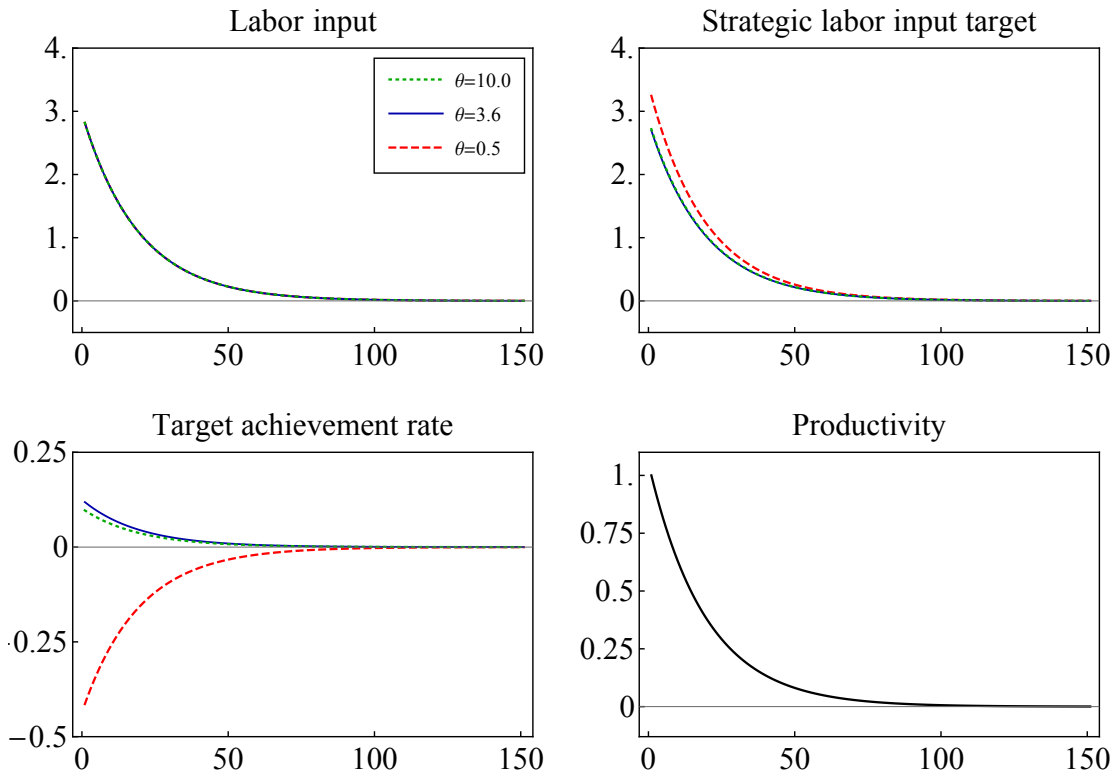 Labor input
4.
3.
2.
1.
0
θ=10.0
θ=3.6
θ=0.5
0 50 100 150
Strategic labor input target
4.
3.
2.
1.
0
0 50 100 150
Target achievement rate
0.25
0
-0.25
−0.5
0 50 100 150
Productivity
1.
0.75
0.5
0.25
0
0 50 100 150